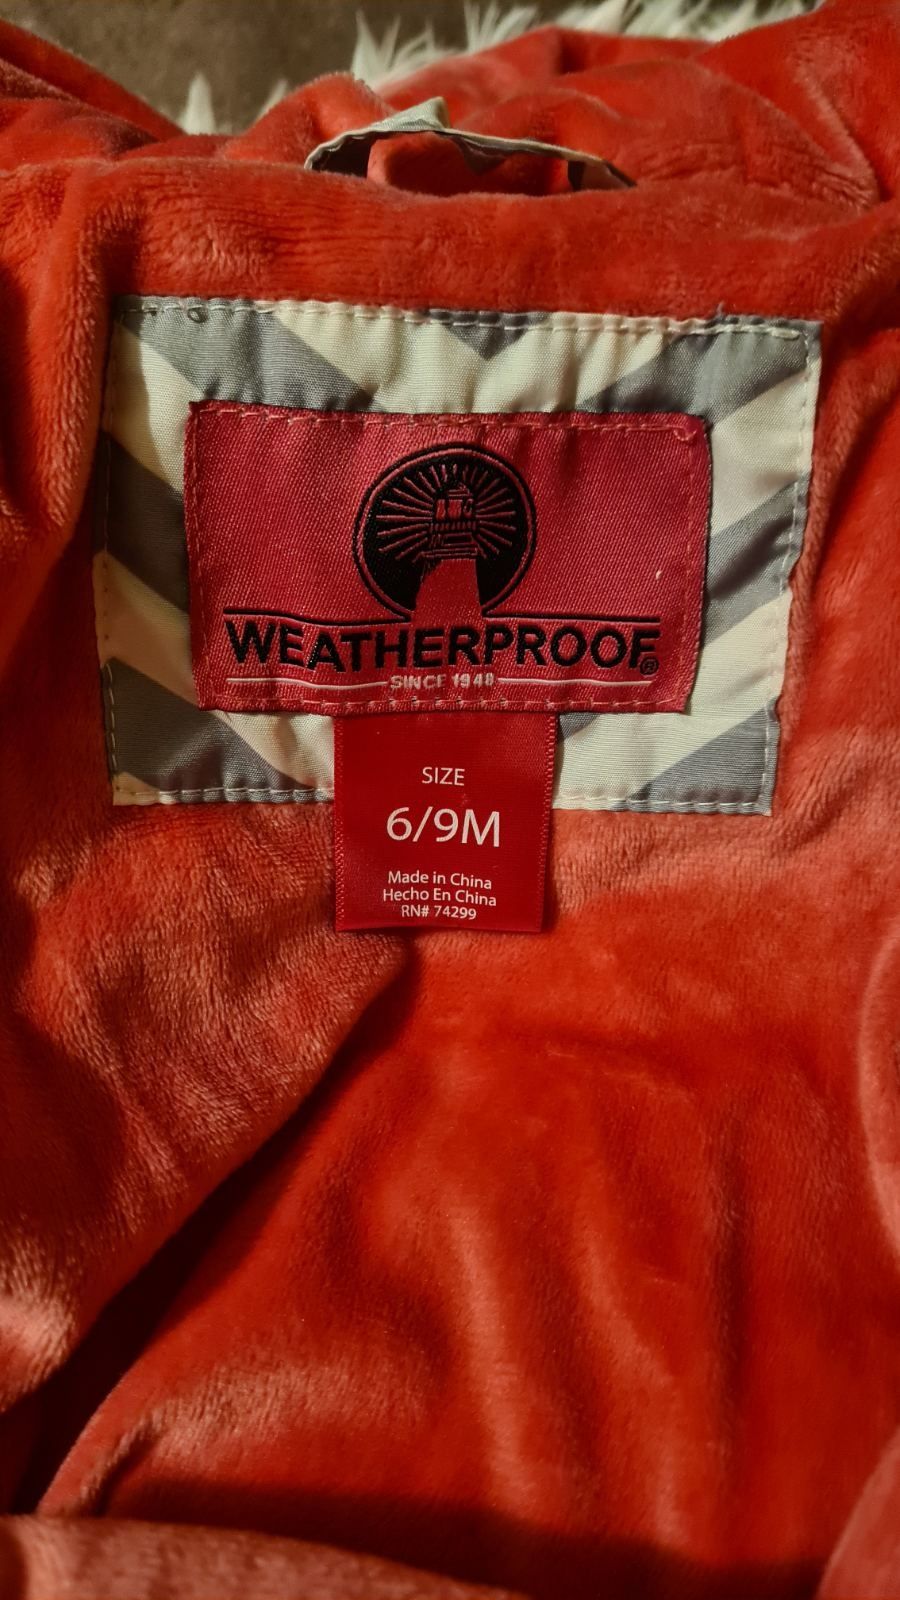 WEATHERPROOF®
SINCE 1948
SIZE
6/9M
Made in China
Hecho En China
RN# 74299